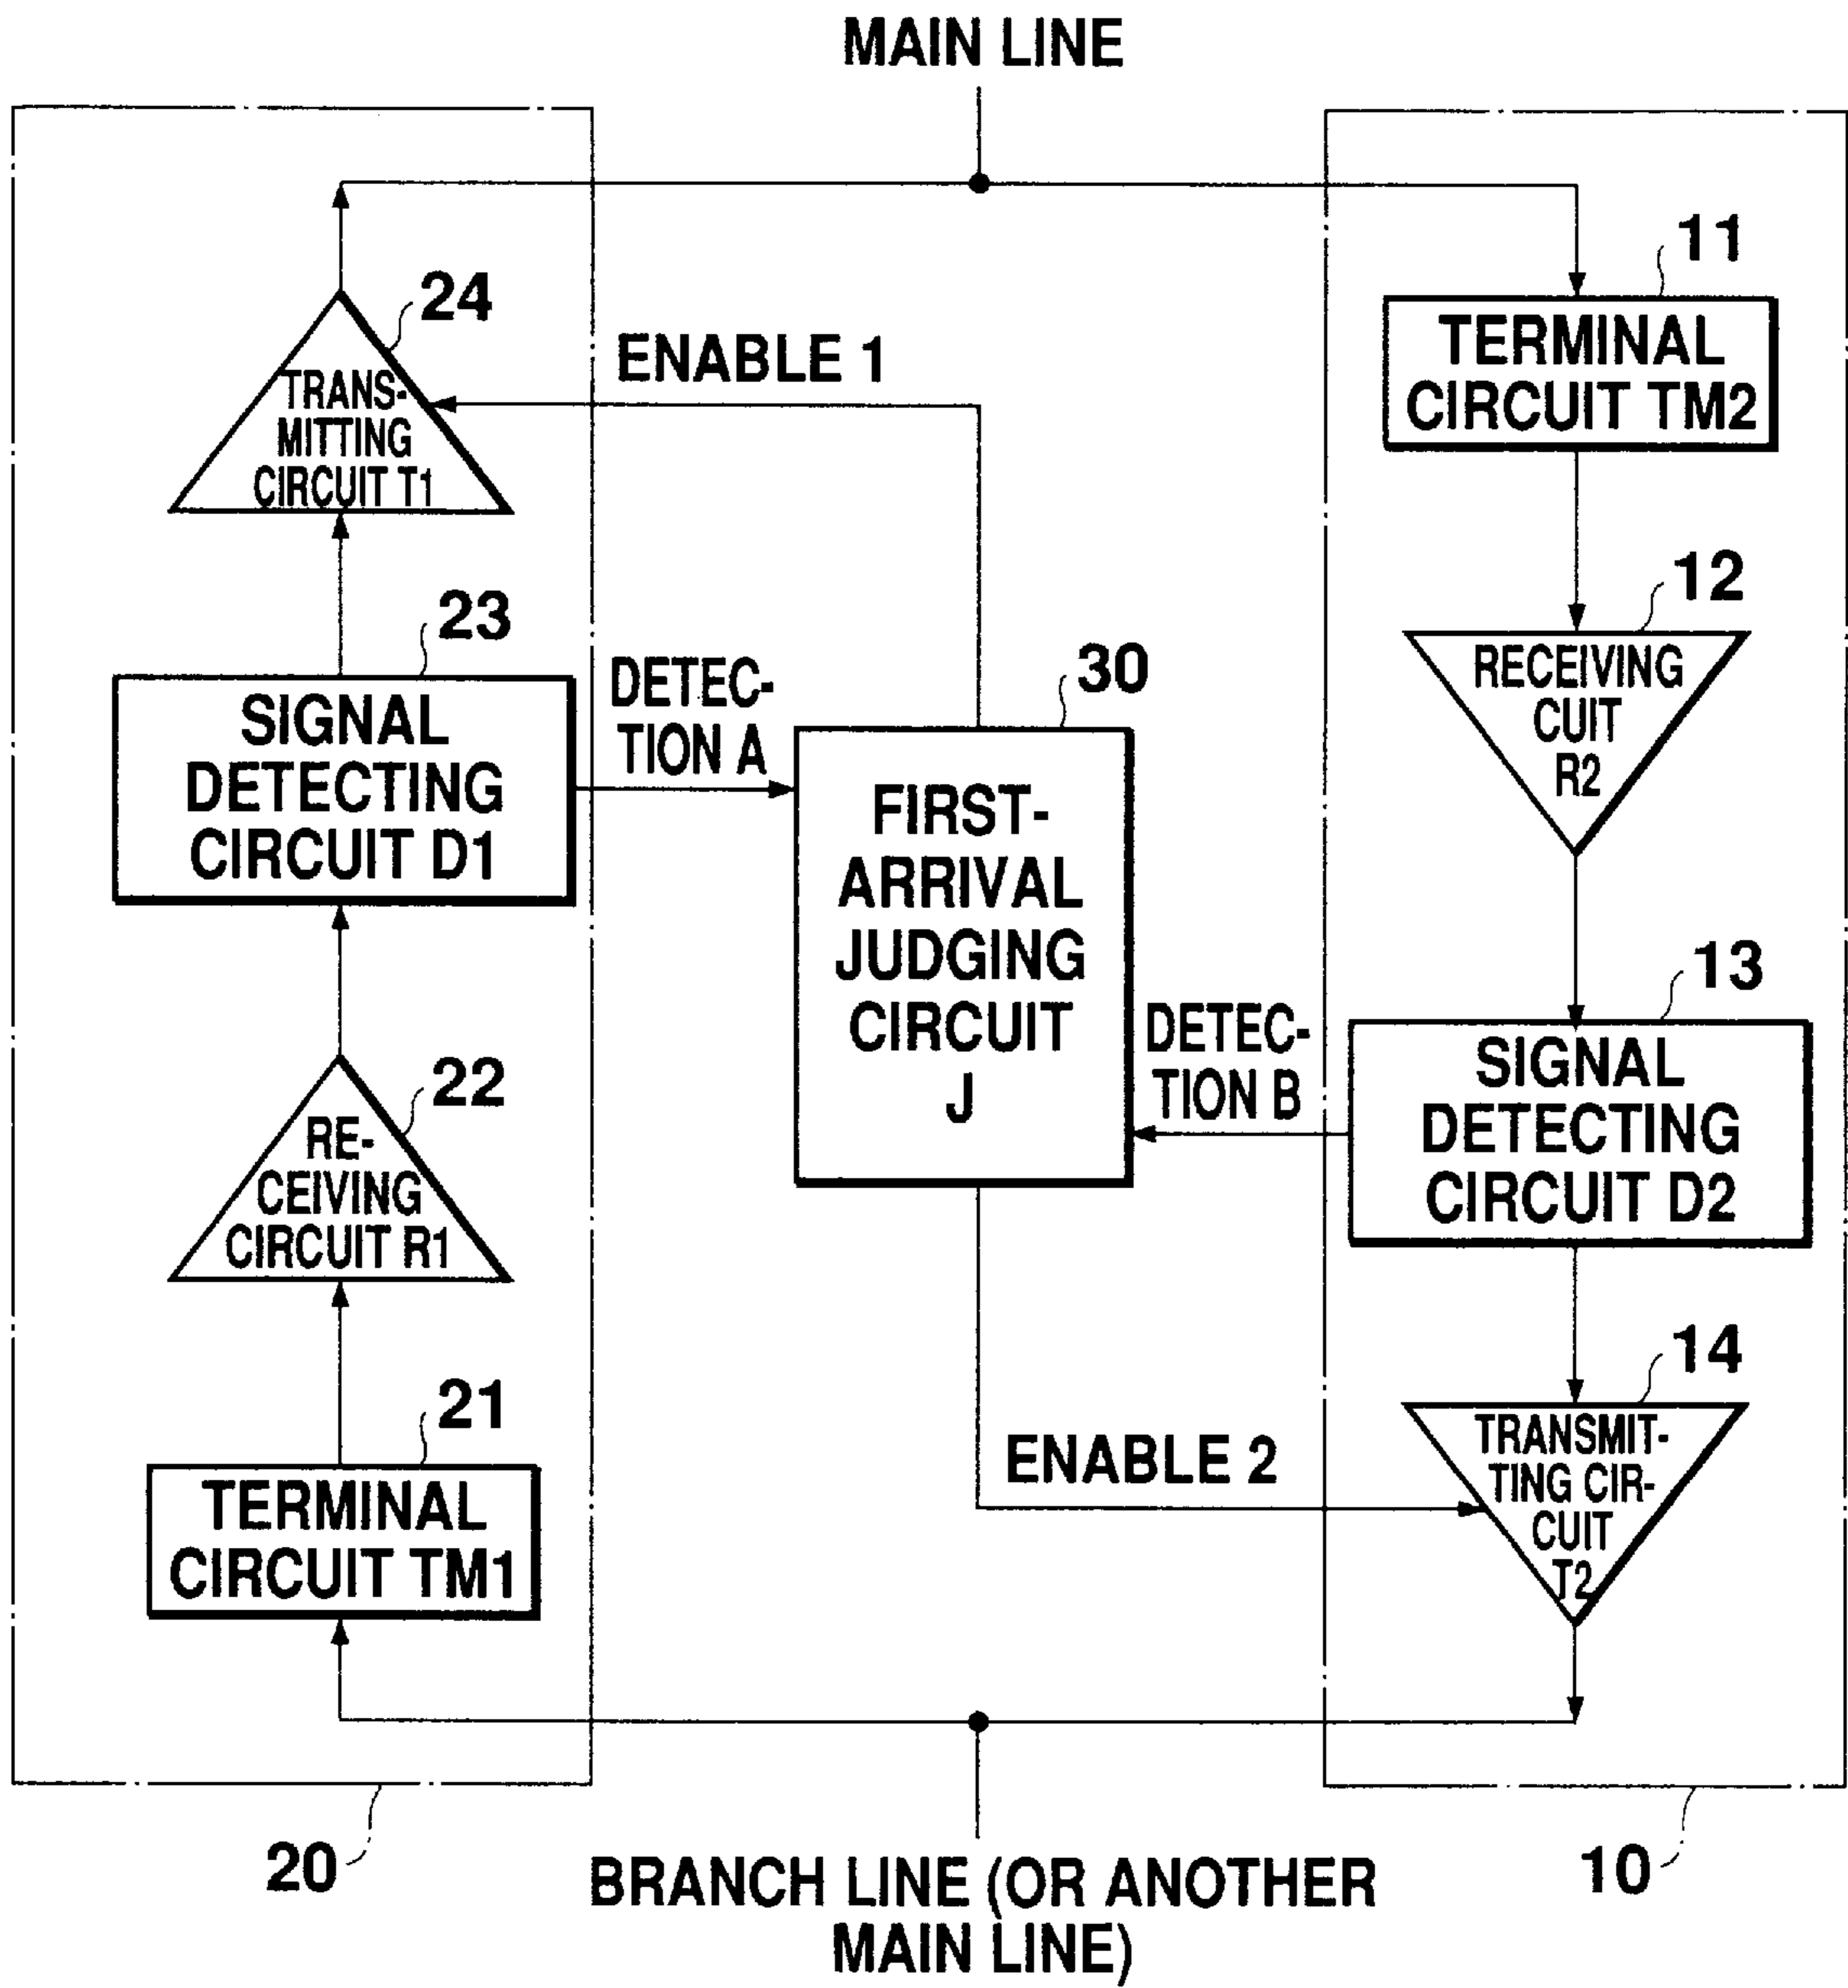 MAIN LINE
11
24
ENABLE 1
TERMINAL
CIRCUIT TM2
TRANS-
MITTING
CIRCUIT T1
12
23
30
RECEIVING
CUIT
R2
DETEC-
TION A
SIGNAL
DETECTING
CIRCUIT D1
FIRST-
ARRIVAL
JUDGING
CIRCUIT
J
13
DETEC-
TION B
SIGNAL
DETECTING
CIRCUIT D2
22
RE-
CEIVING
CIRCUIT R1
14
21
ENABLE 2
TRANSMIT-
TING CIR-
CUIT
T2
TERMINAL
CIRCUIT TM1
20
10
BRANCH LINE (OR ANOTHER
MAIN LINE)